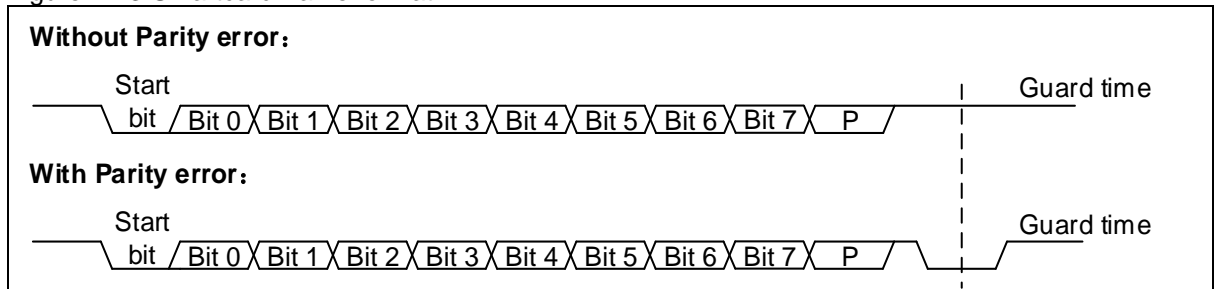 Without Parity error：
Start
bit Bit 0 Bit 1 Bit 2 Bit 3 Bit 4 Bit 5 Bit 6 Bit 7 P
Guard time
With Parity error：
Start
bit Bit 0 Bit 1 Bit 2 Bit 3 Bit 4 Bit 5 Bit 6 Bit 7 P
Guard time